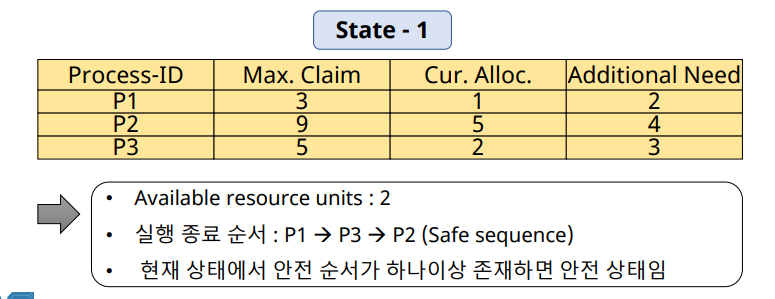 State - 1
Process-ID Max. Claim Cur. Alloc. Additional Need
P1 3 1 2
P2 9 5 4
P3 5 2 3
• Available resource units : 2
• 실행 종료 순서 : P1 → P3 → P2 (Safe sequence)
• 현재 상태에서 안전 순서가 하나이상 존재하면 안전 상태임